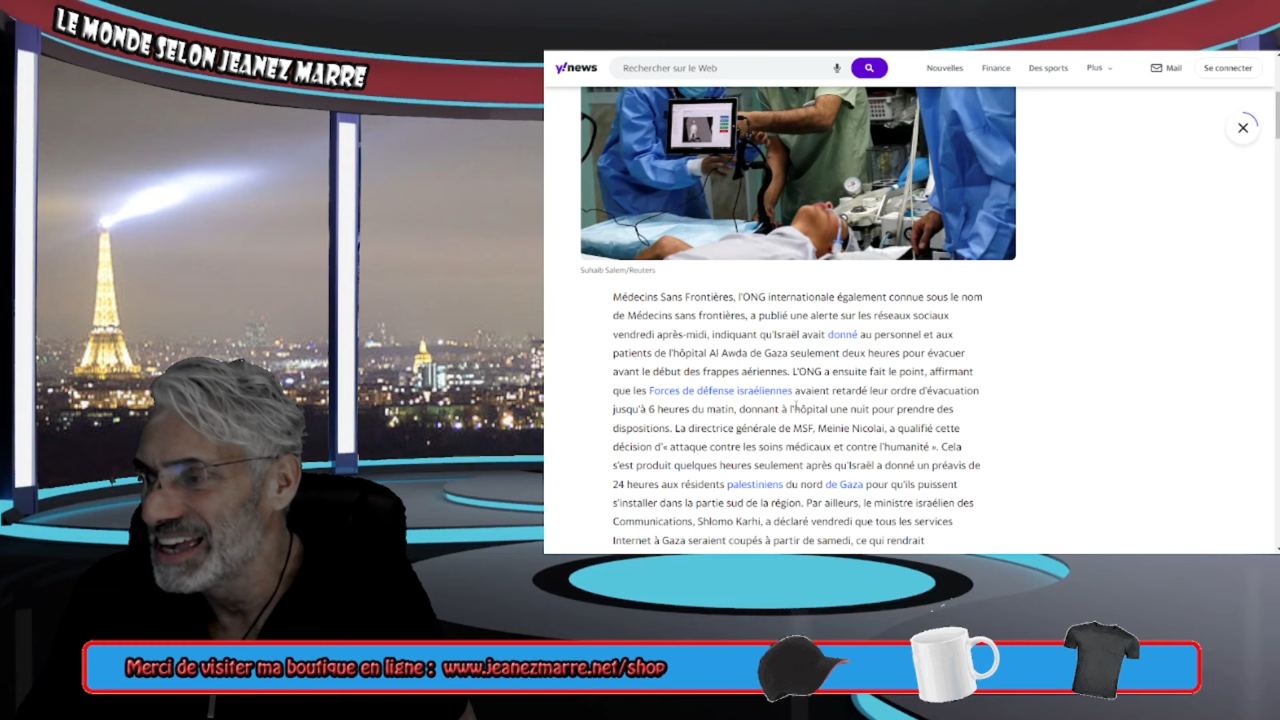 LE MONDE SELON JEANEZ MARRE
y!news
Rechercher sur le Web
Nouvelles Finance Des sports Plus Mail Se connecter
Suhaib Salem/Reuters
Médecins Sans Frontières, l'ONG internationale également connue sous le nom
de Médecins sans frontières, a publié une alerte sur les réseaux sociaux
vendredi après-midi, indiquant qu'Israël avait donné au personnel et aux
patients de l'hôpital Al Awda de Gaza seulement deux heures pour évacuer
avant le début des frappes aériennes. L'ONG a ensuite fait le point, affirmant
que les Forces de défense israéliennes avaient retardé leur ordre d'évacuation
jusqu'à 6 heures du matin, donnant à l'hôpital une nuit pour prendre des
dispositions. La directrice générale de MSF, Meinie Nicolai, a qualifié cette
décision d'« attaque contre les soins médicaux et contre l'humanité ». Cela
s'est produit quelques heures seulement après qu'Israël a donné un préavis de
24 heures aux résidents palestiniens du nord de Gaza pour qu'ils puissent
s'installer dans la partie sud de la région. Par ailleurs, le ministre israélien des
Communications, Shlomo Karhi, a déclaré vendredi que tous les services
Internet à Gaza seraient coupés à partir de samedi, ce qui rendrait
Merci de visiter ma boutique en ligne : www.jeanezmarre.net/shop